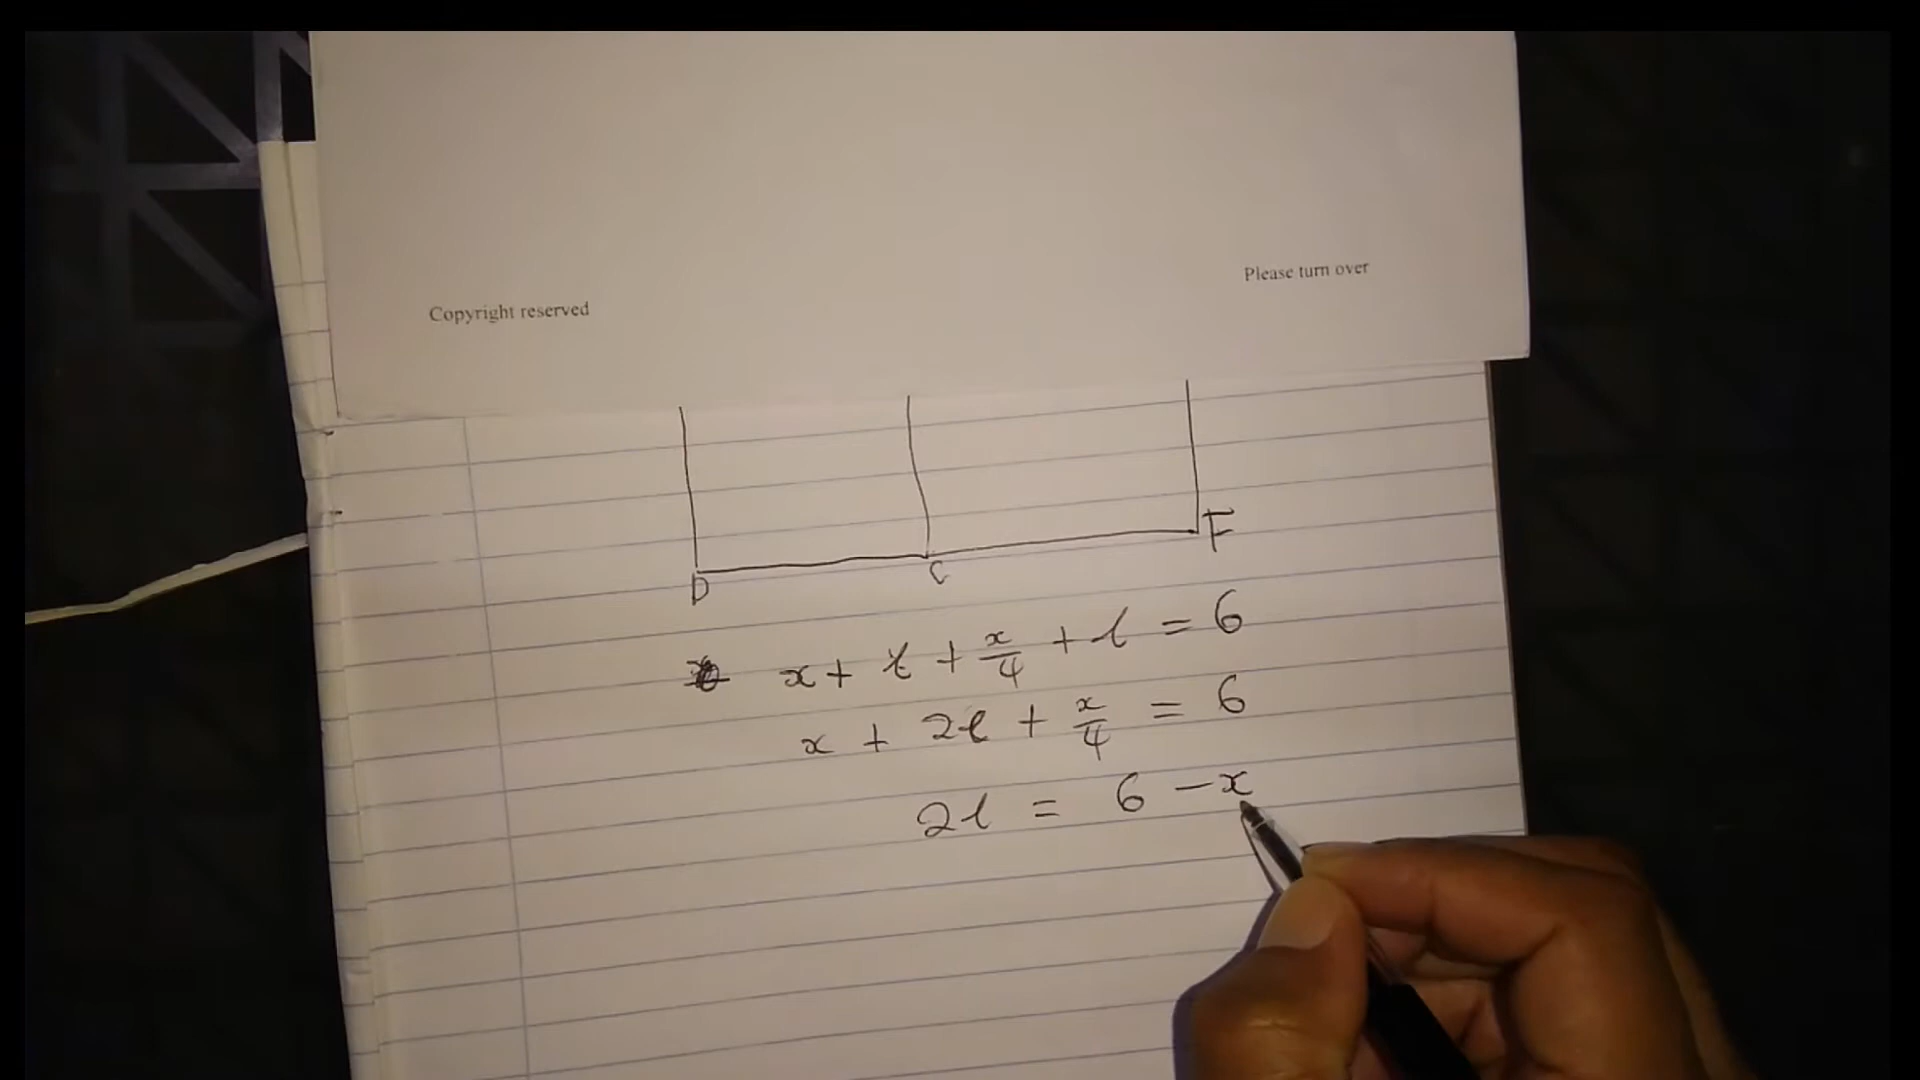 Please turn over
Copyright reserved
F
D C
x + l + x/4 + l = 6
x + 2l + x/4 = 6
2l = 6 - x